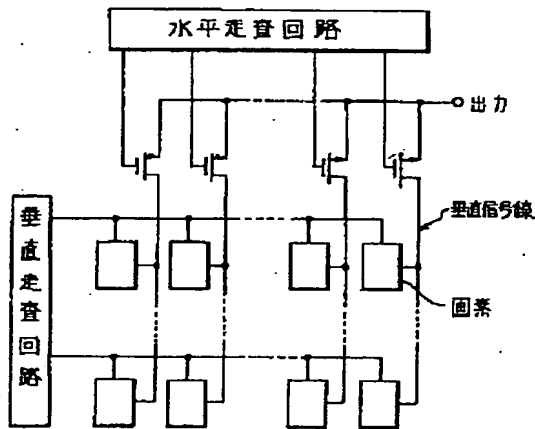 水平走査回路
出力
垂直信号線
画素
垂直走査回路